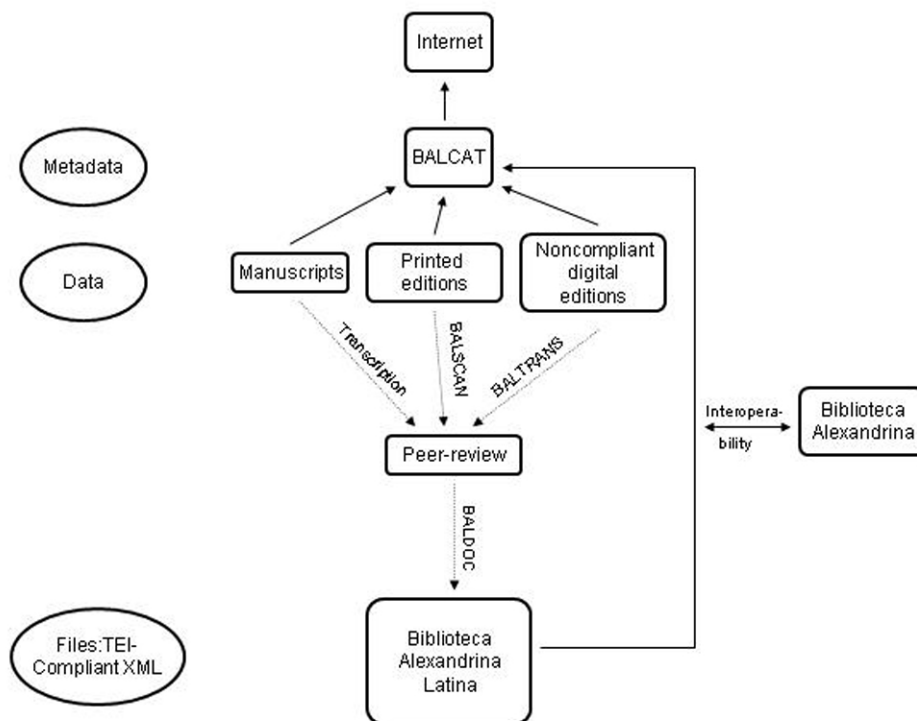 Internet
Metadata
BALCAT
Data
Manuscripts
Printed
editions
Noncompliant
digital
editions
Transcription
BALSCAN
BALTRANS
Interopera-
bility
Biblioteca
Alexandrina
Peer-review
BALDOC
Files:TEI-
Compliant XML
Biblioteca
Alexandrina
Latina